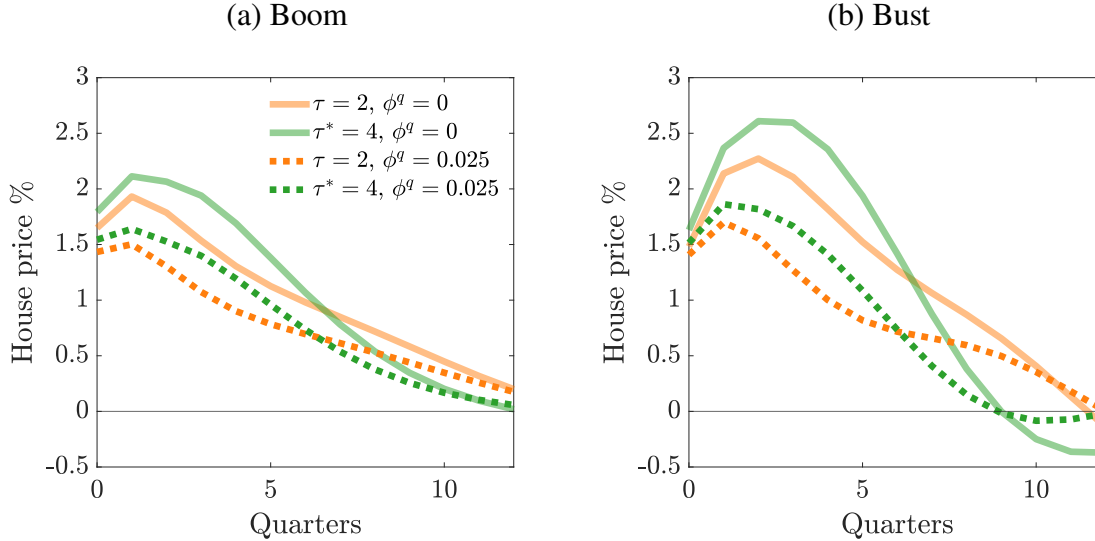 (a) Boom
3
2.5
2
1.5
1
0.5
0
-0.5
House price %
0
5
10
Quarters
τ = 2, ϕ^q = 0
τ* = 4, ϕ^q = 0
τ = 2, ϕ^q = 0.025
τ* = 4, ϕ^q = 0.025
(b) Bust
3
2.5
2
1.5
1
0.5
0
-0.5
House price %
0
5
10
Quarters